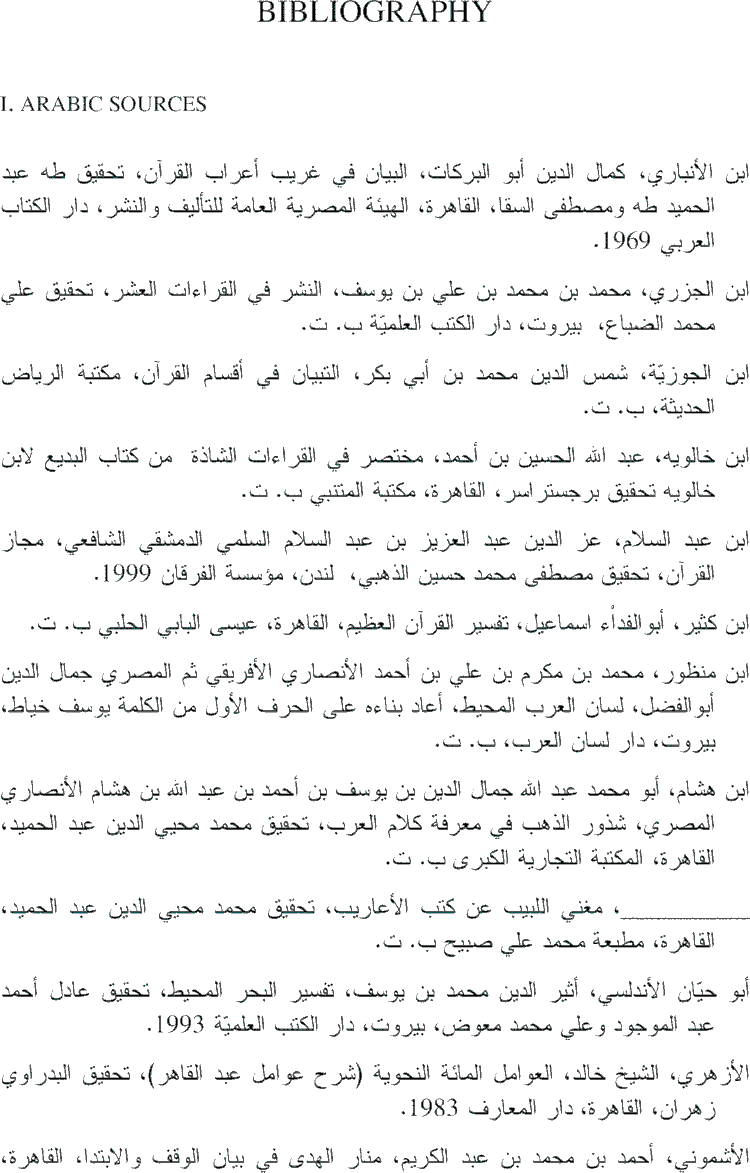 BIBLIOGRAPHY
I. ARABIC SOURCES
ابن الأنباري، كمال الدين أبو البركات، البيان في غريب أعراب القرآن، تحقيق طه عبد
الحميد طه ومصطفى السقا، القاهرة، الهيئة المصرية العامة للتأليف والنشر، دار الكتاب
العربي 1969.
ابن الجزري، محمد بن محمد بن علي بن يوسف، النشر في القراءات العشر، تحقيق علي
محمد الضباع، بيروت، دار الكتب العلميّة ب. ت.
ابن الجوزيّة، شمس الدين محمد بن أبي بكر، التبيان في أقسام القرآن، مكتبة الرياض
الحديثة، ب. ت.
ابن خالويه، عبد الله الحسين بن أحمد، مختصر في القراءات الشاذة من كتاب البديع لابن
خالويه تحقيق برجستراسر، القاهرة، مكتبة المتنبي ب. ت.
ابن عبد السلام، عز الدين عبد العزيز بن عبد السلام السلمي الدمشقي الشافعي، مجاز
القرآن، تحقيق مصطفى محمد حسين الذهبي، لندن، مؤسسة الفرقان 1999.
ابن كثير، أبوالفدأء اسماعيل، تفسير القرآن العظيم، القاهرة، عيسى البابي الحلبي ب. ت.
ابن منظور، محمد بن مكرم بن علي بن أحمد الأنصاري الأفريقي ثم المصري جمال الدين
أبوالفضل، لسان العرب المحيط، أعاد بناءه على الحرف الأول من الكلمة يوسف خياط،
بيروت، دار لسان العرب، ب. ت.
ابن هشام، أبو محمد عبد الله جمال الدين بن يوسف بن أحمد بن عبد الله بن هشام الأنصاري
المصري، شذور الذهب في معرفة كلام العرب، تحقيق محمد محيي الدين عبد الحميد،
القاهرة، المكتبة التجارية الكبرى ب. ت.
ــــــــــــــــ، مغني اللبيب عن كتب الأعاريب، تحقيق محمد محيي الدين عبد الحميد،
القاهرة، مطبعة محمد علي صبيح ب. ت.
أبو حيّان الأندلسي، أثير الدين محمد بن يوسف، تفسير البحر المحيط، تحقيق عادل أحمد
عبد الموجود وعلي محمد معوض، بيروت، دار الكتب العلميّة 1993.
الأزهري، الشيخ خالد، العوامل المائة النحوية (شرح عوامل عبد القاهر)، تحقيق البدراوي
زهران، القاهرة، دار المعارف 1983.
الأشموني، أحمد بن محمد بن عبد الكريم، منار الهدى في بيان الوقف والابتدا، القاهرة،